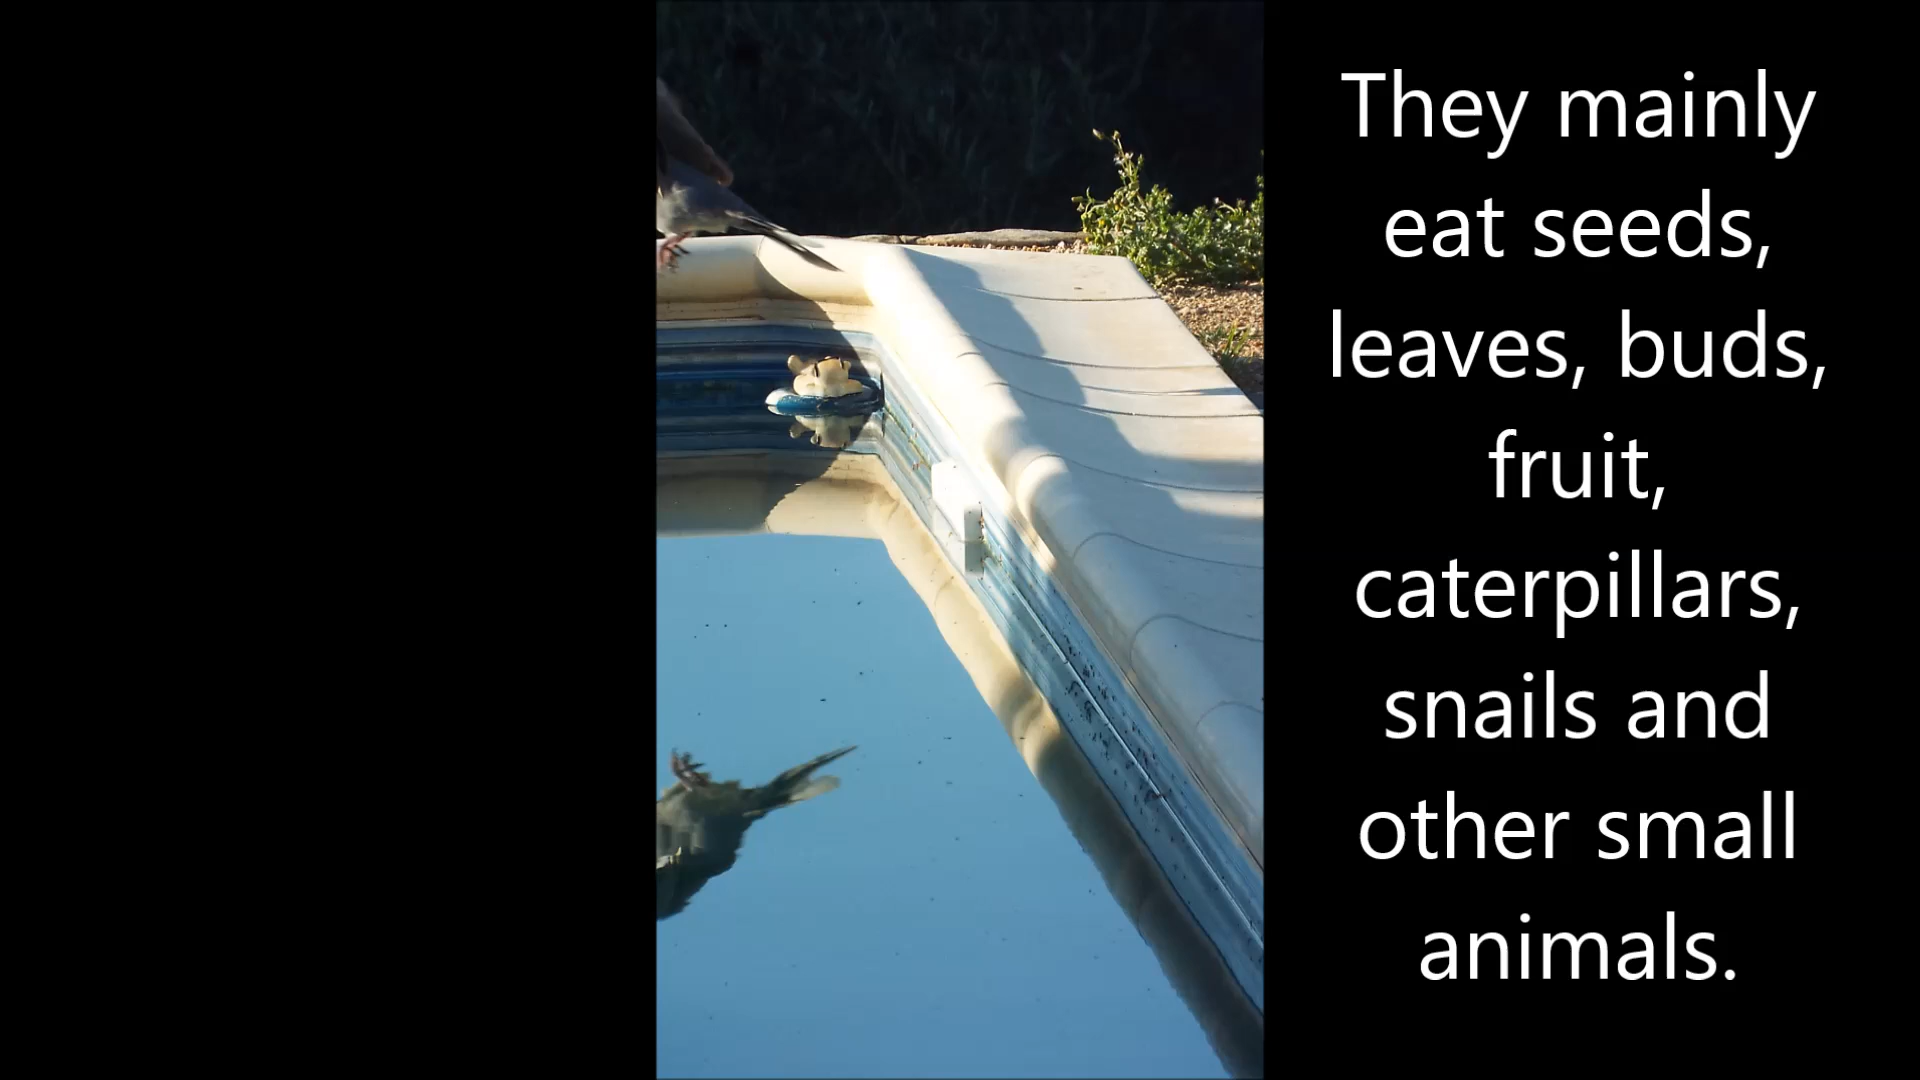 They mainly
eat seeds,
leaves, buds,
fruit,
caterpillars,
snails and
other small
animals.